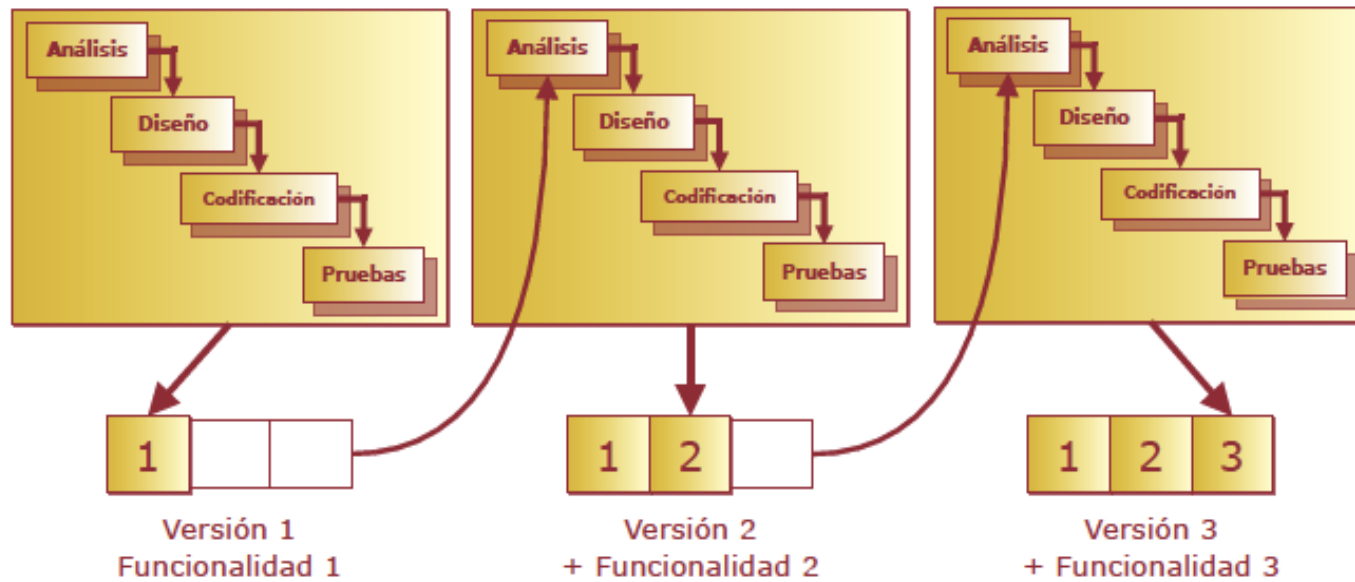 Análisis
Diseño
Codificación
Pruebas
Análisis
Diseño
Codificación
Pruebas
Análisis
Diseño
Codificación
Pruebas
1
1 2
1 2 3
Versión 1
Funcionalidad 1
Versión 2
+ Funcionalidad 2
Versión 3
+ Funcionalidad 3